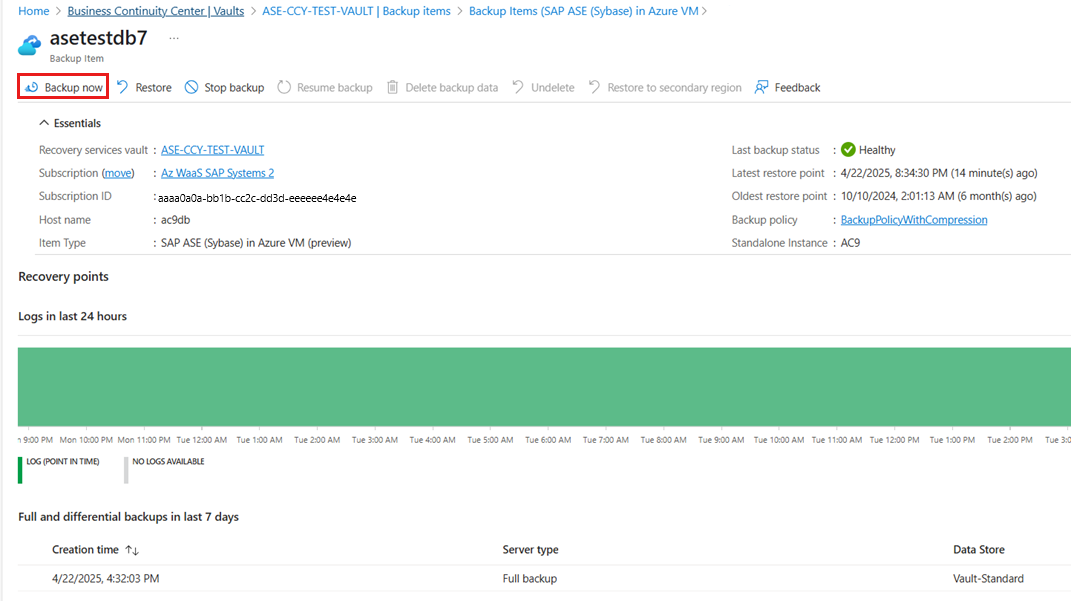 Home > Business Continuity Center | Vaults > ASE-CCY-TEST-VAULT | Backup items > Backup Items (SAP ASE (Sybase) in Azure VM >
asetestdb7 ...
Backup Item
Backup now Restore Stop backup Resume backup Delete backup data Undelete Restore to secondary region Feedback
Essentials
Recovery services vault : ASE-CCY-TEST-VAULT
Subscription (move) : Az WaaS SAP Systems 2
Subscription ID : aaaa0a0a-bb1b-cc2c-dd3d-eeeeee4e4e4e
Host name : ac9db
Item Type : SAP ASE (Sybase) in Azure VM (preview)
Last backup status : Healthy
Latest restore point : 4/22/2025, 8:34:30 PM (14 minute(s) ago)
Oldest restore point : 10/10/2024, 2:01:13 AM (6 month(s) ago)
Backup policy : BackupPolicyWithCompression
Standalone Instance : AC9
Recovery points
Logs in last 24 hours
9:00 PM Mon 10:00 PM Mon 11:00 PM Tue 12:00 AM Tue 1:00 AM Tue 2:00 AM Tue 3:00 AM Tue 4:00 AM Tue 5:00 AM Tue 6:00 AM Tue 7:00 AM Tue 8:00 AM Tue 9:00 AM Tue 10:00 AM Tue 11:00 AM Tue 12:00 PM Tue 1:00 PM Tue 2:00 PM Tue
LOG (POINT IN TIME) NO LOGS AVAILABLE
Full and differential backups in last 7 days
Creation time ↑↓ Server type Data Store
4/22/2025, 4:32:03 PM Full backup Vault-Standard